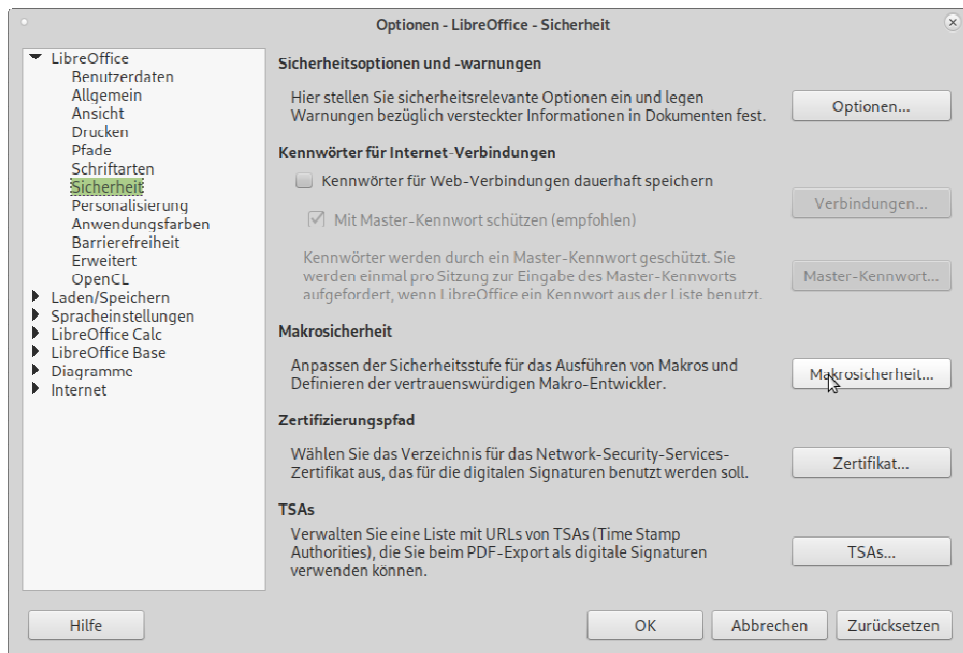 Optionen - LibreOffice - Sicherheit
LibreOffice
Benutzerdaten
Allgemein
Ansicht
Drucken
Pfade
Schriftarten
Sicherheit
Personalisierung
Anwendungsfarben
Barrierefreiheit
Erweitert
OpenCL
Laden/Speichern
Spracheinstellungen
LibreOffice Calc
LibreOffice Base
Diagramme
Internet
Sicherheitsoptionen und -warnungen
Hier stellen Sie sicherheitsrelevante Optionen ein und legen
Warnungen bezüglich versteckter Informationen in Dokumenten fest.
Optionen...
Kennwörter für Internet-Verbindungen
Kennwörter für Web-Verbindungen dauerhaft speichern
Verbindungen...
Mit Master-Kennwort schützen (empfohlen)
Kennwörter werden durch ein Master-Kennwort geschützt. Sie
werden einmal pro Sitzung zur Eingabe des Master-Kennworts
aufgefordert, wenn LibreOffice ein Kennwort aus der Liste benutzt.
Master-Kennwort...
Makrosicherheit
Anpassen der Sicherheitsstufe für das Ausführen von Makros und
Definieren der vertrauenswürdigen Makro-Entwickler.
Makrosicherheit...
Zertifizierungspfad
Wählen Sie das Verzeichnis für das Network-Security-Services-
Zertifikat aus, das für die digitalen Signaturen benutzt werden soll.
Zertifikat...
TSAs
Verwalten Sie eine Liste mit URLs von TSAs (Time Stamp
Authorities), die Sie beim PDF-Export als digitale Signaturen
verwenden können.
TSAs...
Hilfe
OK
Abbrechen
Zurücksetzen